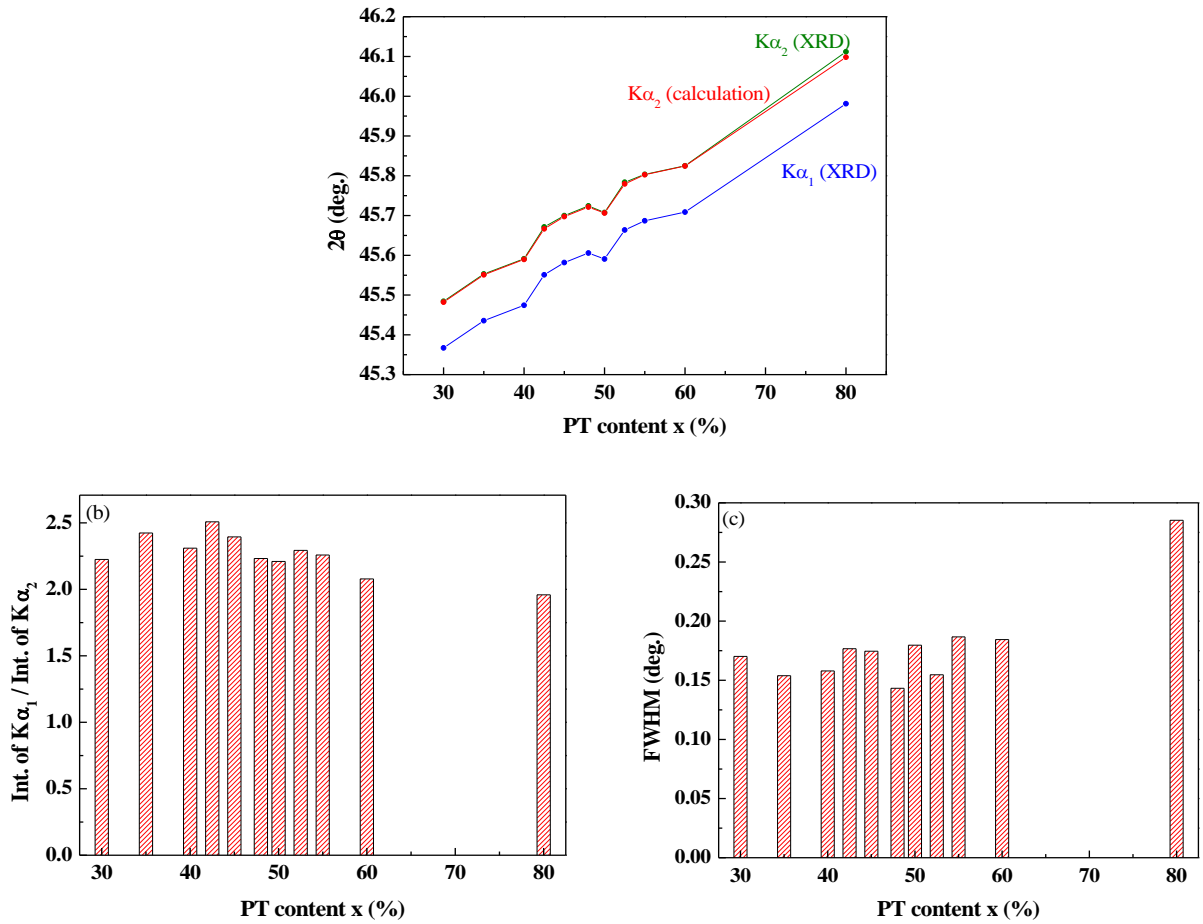 46.2
46.1
46.0
45.9
45.8
45.7
45.6
45.5
45.4
45.3
2θ (deg.)
Kα₂ (XRD)
Kα₂ (calculation)
Kα₁ (XRD)
30 40 50 60 70 80
PT content x (%)
(b)
2.5
2.0
1.5
1.0
0.5
0.0
Int. of Kα₁ / Int. of Kα₂
30 40 50 60 70 80
PT content x (%)
(c)
0.30
0.25
0.20
0.15
0.10
0.05
0.00
FWHM (deg.)
30 40 50 60 70 80
PT content x (%)